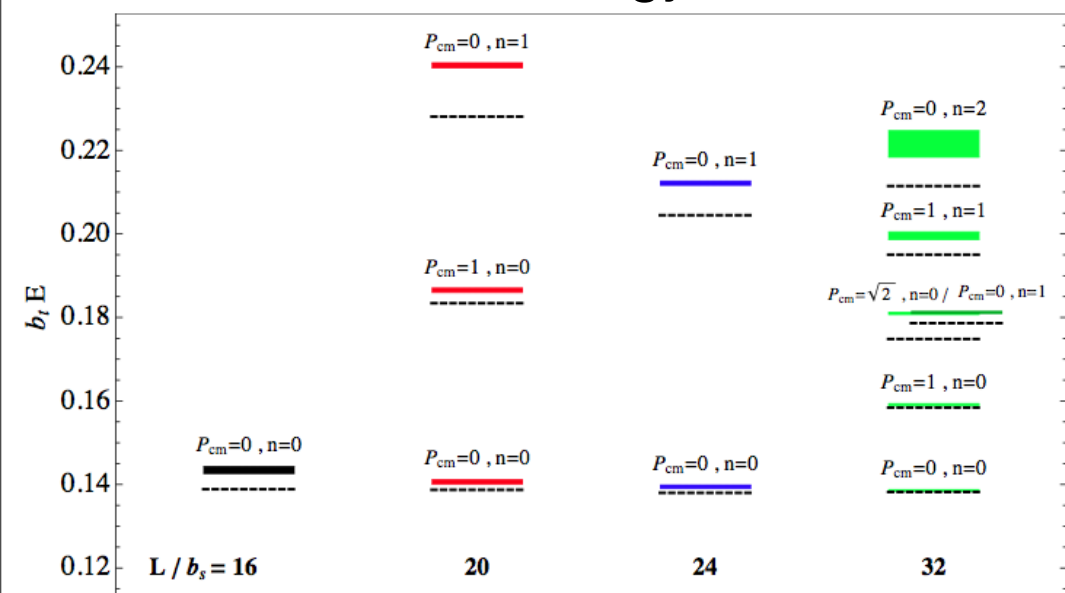 P_cm=0 , n=1
0.24
P_cm=0 , n=2
0.22
P_cm=0 , n=1
P_cm=1 , n=1
0.20
P_cm=1 , n=0
b_t E
P_cm=√2 , n=0 / P_cm=0 , n=1
0.18
P_cm=1 , n=0
0.16
P_cm=0 , n=0
P_cm=0 , n=0
P_cm=0 , n=0
P_cm=0 , n=0
0.14
0.12 L / b_s = 16 20 24 32